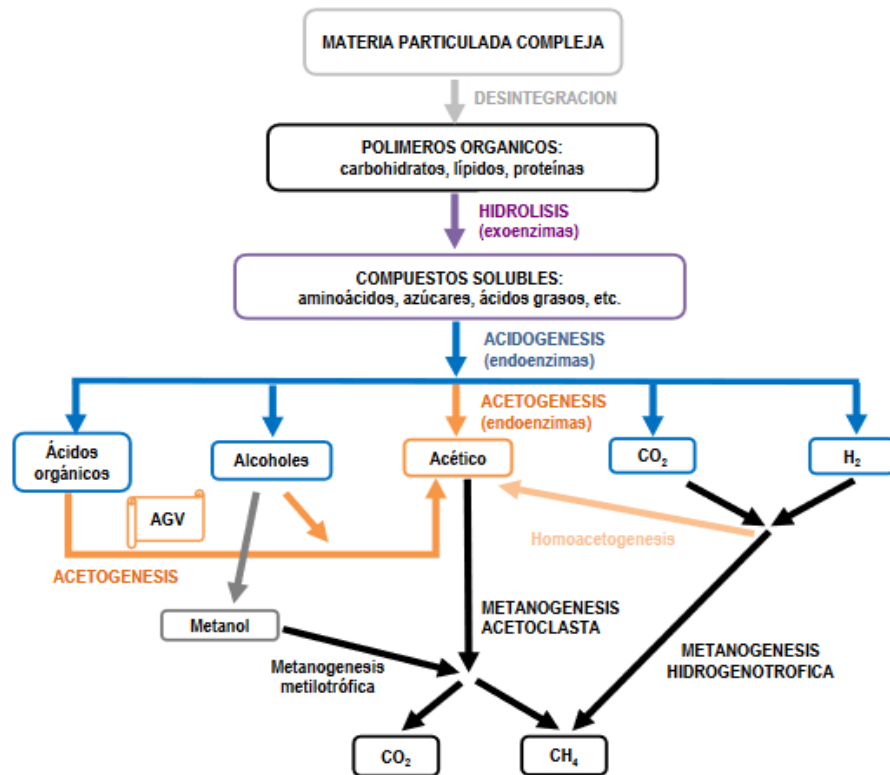 MATERIA PARTICULADA COMPLEJA
DESINTEGRACION
POLIMEROS ORGANICOS:
carbohidratos, lípidos, proteínas
HIDROLISIS
(exoenzimas)
COMPUESTOS SOLUBLES:
aminoácidos, azúcares, ácidos grasos, etc.
ACIDOGENESIS
(endoenzimas)
ACETOGENESIS
(endoenzimas)
Ácidos
orgánicos
Alcoholes
Acético
CO₂
H₂
AGV
Homoacetogenesis
ACETOGENESIS
Metanol
METANOGENESIS
ACETOCLASTA
Metanogenesis
metilotrófica
METANOGENESIS
HIDROGENOTROFICA
CO₂
CH₄